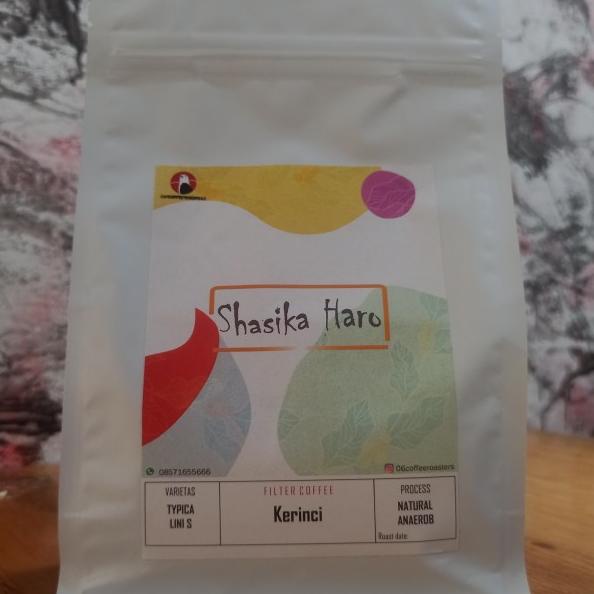 Shasika Haro
08571655666
06coffeeroasters
VARIETAS
TYPICA
LINI S
FILTER COFFEE
Kerinci
PROCESS
NATURAL
ANAEROB
Roast date: